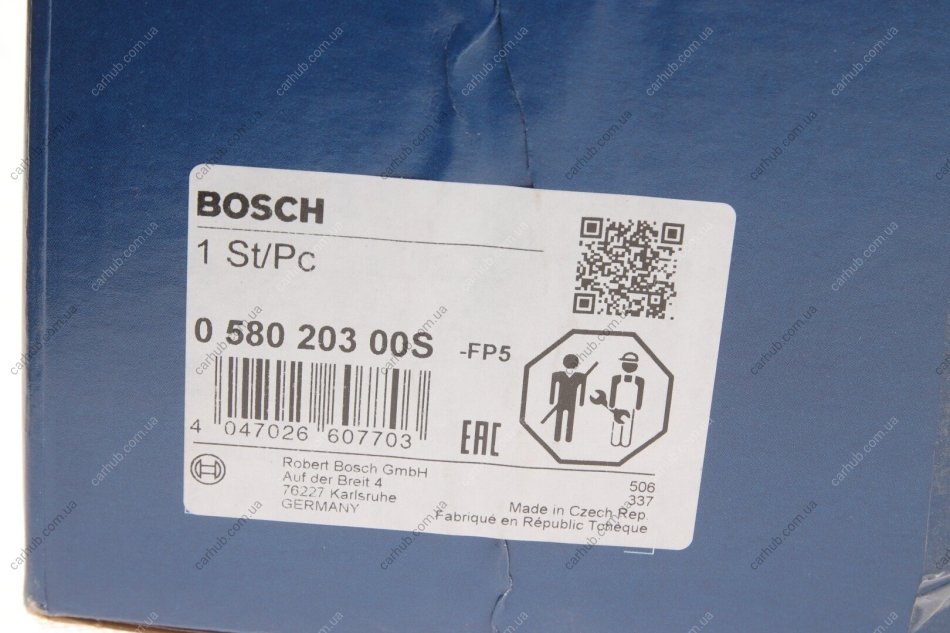 BOSCH
1 St/Pc
0 580 203 00S -FP5
4 047026 607703
EAC
Robert Bosch GmbH
Auf der Breit 4
76227 Karlsruhe
GERMANY
506
337
Made in Czech Rep
Fabriqué en Républic Tchèque
carhub.com.ua